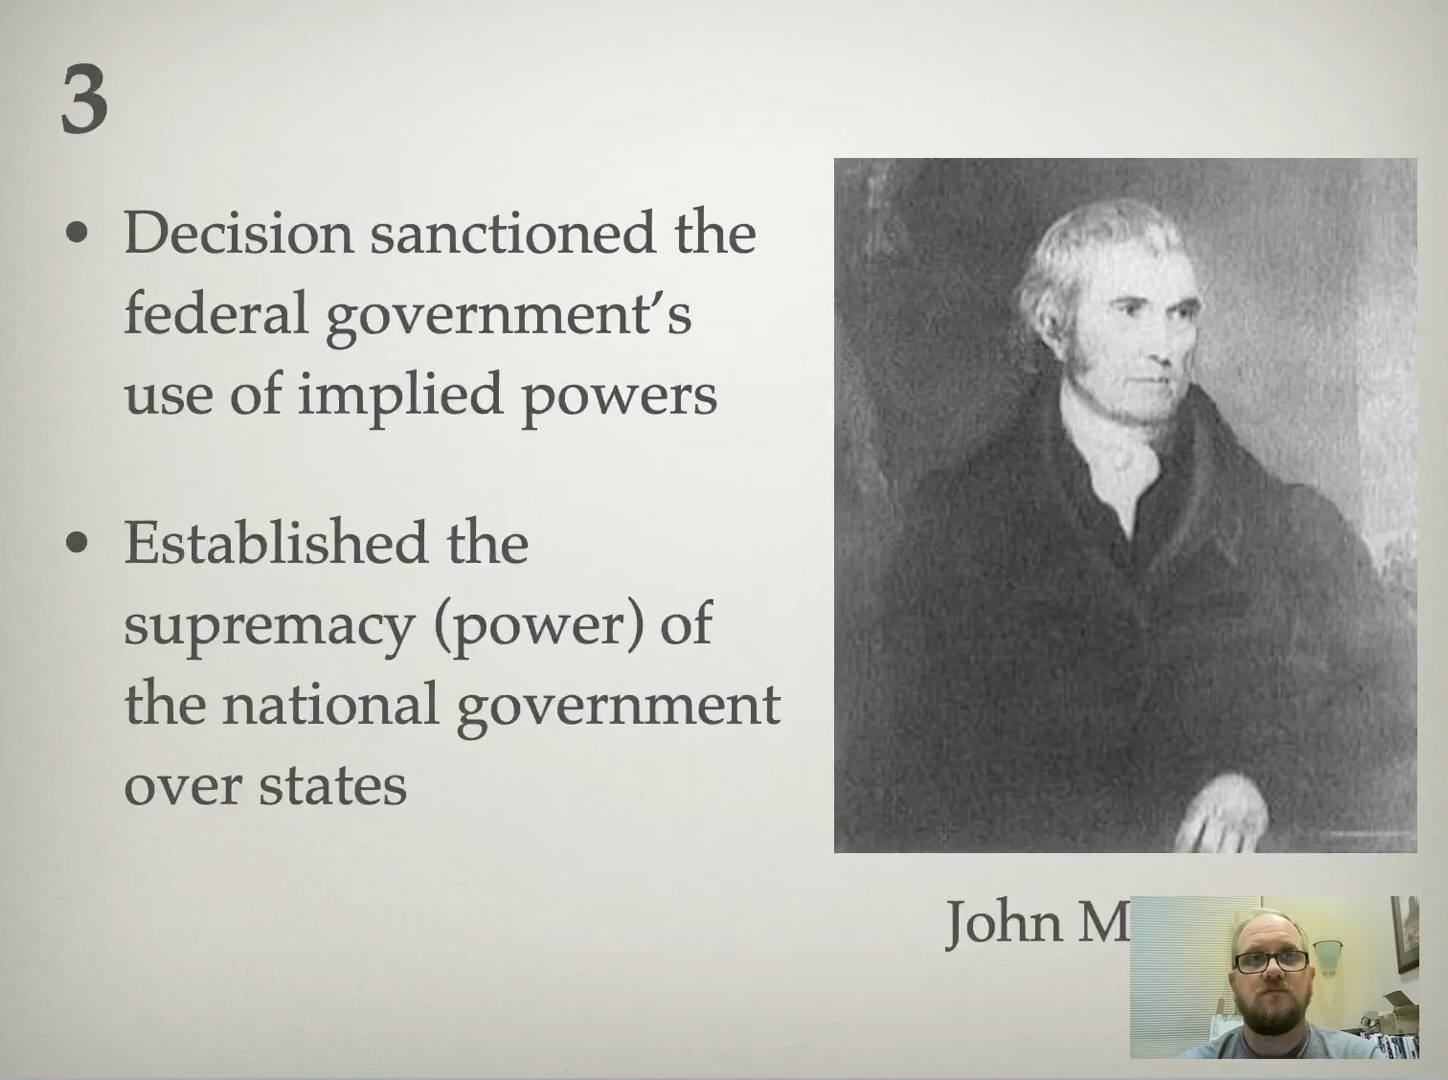 3
• Decision sanctioned the
federal government’s
use of implied powers
• Established the
supremacy (power) of
the national government
over states
John M